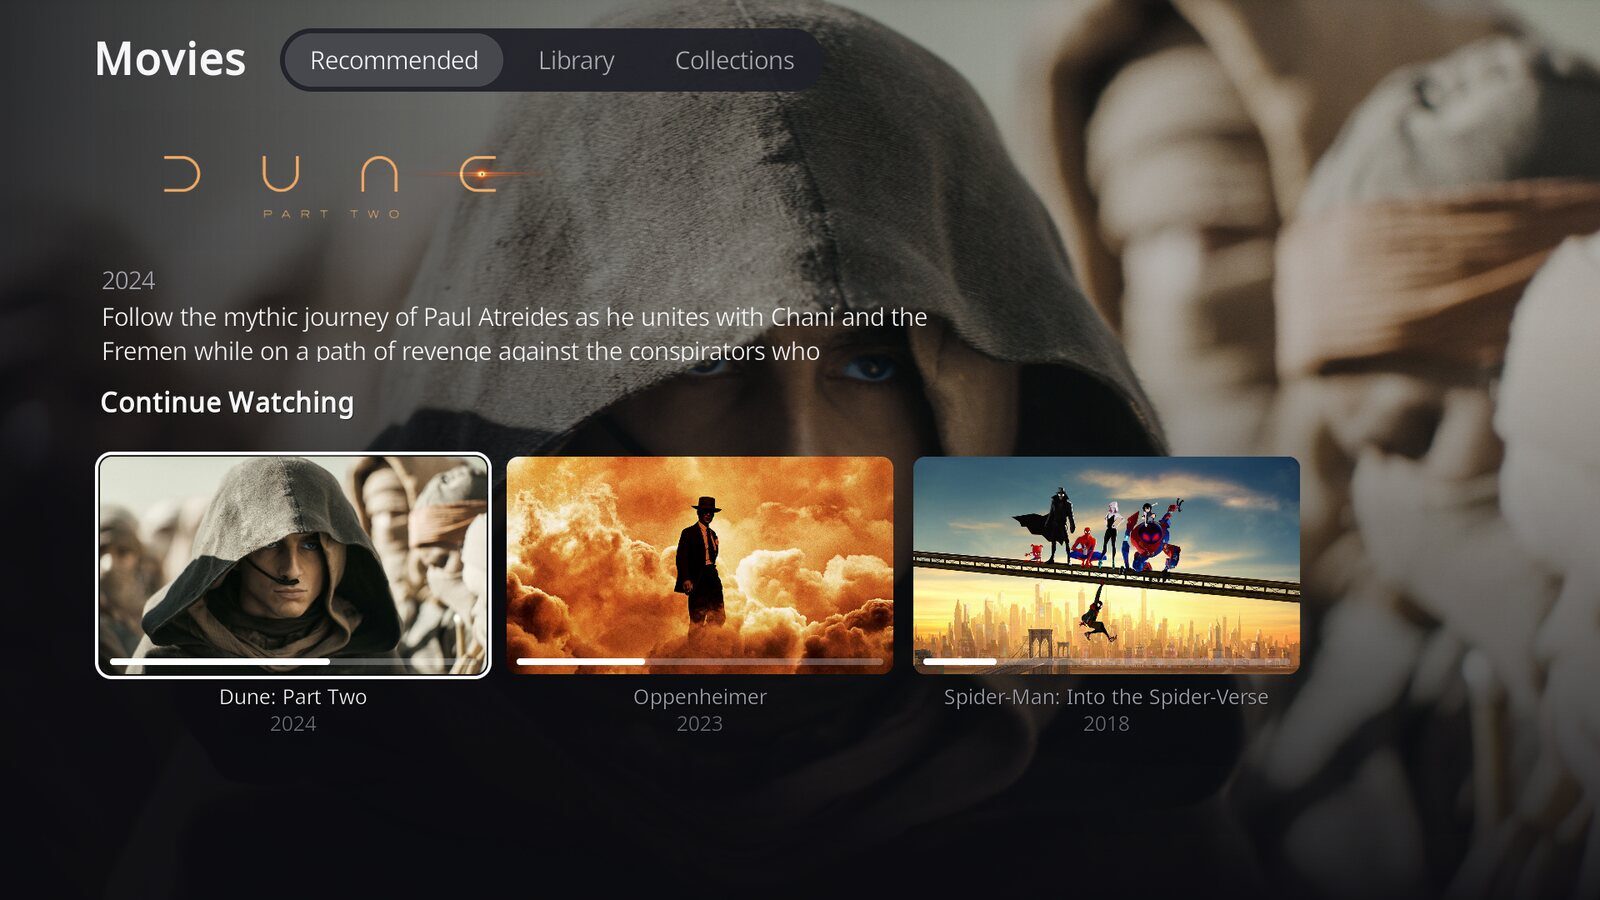 Movies
Recommended
Library
Collections
DUNE
PART TWO
2024
Follow the mythic journey of Paul Atreides as he unites with Chani and the
Fremen while on a path of revenge against the conspirators who
Continue Watching
Dune: Part Two
2024
Oppenheimer
2023
Spider-Man: Into the Spider-Verse
2018